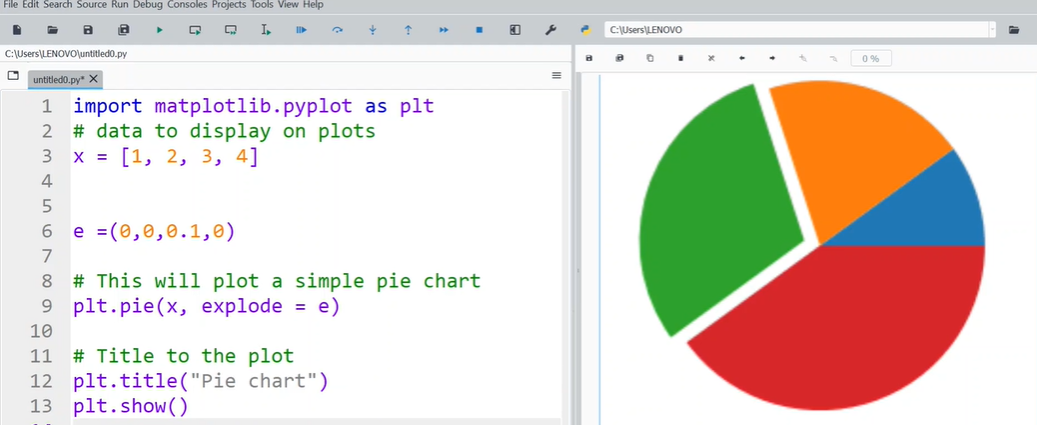 File Edit Search Source Run Debug Consoles Projects Tools View Help
C:\Users\LENOVO
C:\Users\LENOVO\untitled0.py
untitled0.py*
0 %
1 import matplotlib.pyplot as plt
2 # data to display on plots
3 x = [1, 2, 3, 4]
4
5
6 e =(0,0,0.1,0)
7
8 # This will plot a simple pie chart
9 plt.pie(x, explode = e)
10
11 # Title to the plot
12 plt.title("Pie chart")
13 plt.show()